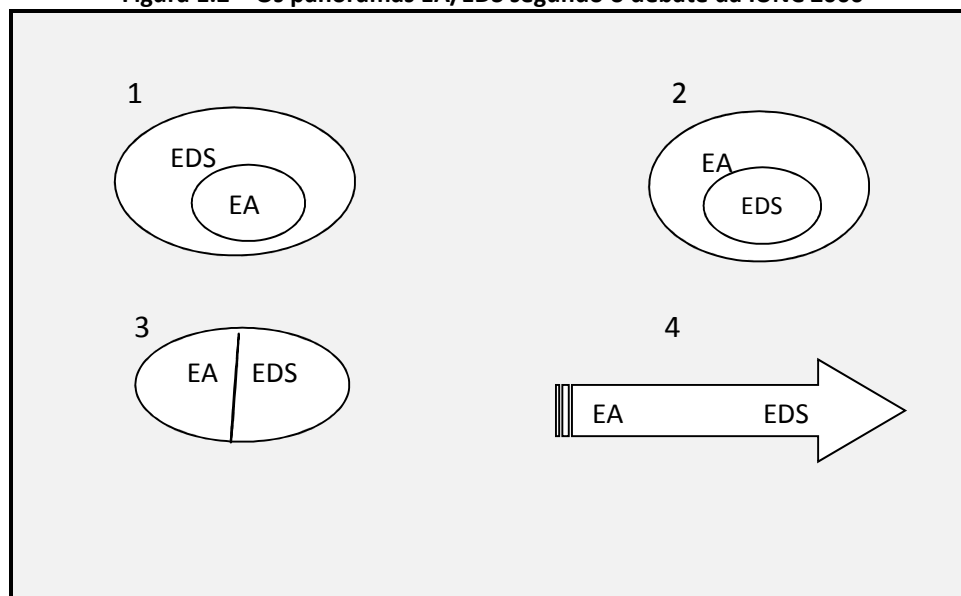 Figura 1.2 – Os panoramas EA/EDS segundo o debate da IUNC 2000
1
2
EDS
EA
EA
EDS
3
4
EA EDS
EA EDS